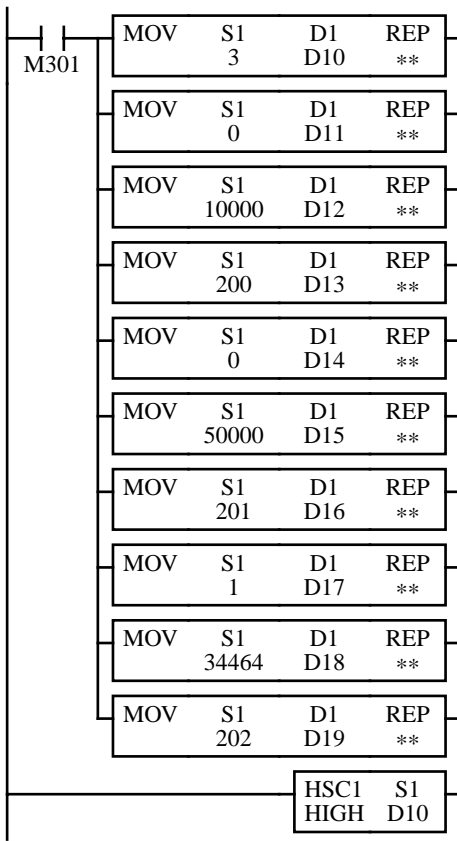 MOV S1 D1 REP
M301
3 D10 **
MOV S1 D1 REP
0 D11 **
MOV S1 D1 REP
10000 D12 **
MOV S1 D1 REP
200 D13 **
MOV S1 D1 REP
0 D14 **
MOV S1 D1 REP
50000 D15 **
MOV S1 D1 REP
201 D16 **
MOV S1 D1 REP
1 D17 **
MOV S1 D1 REP
34464 D18 **
MOV S1 D1 REP
202 D19 **
HSC1 S1
HIGH D10